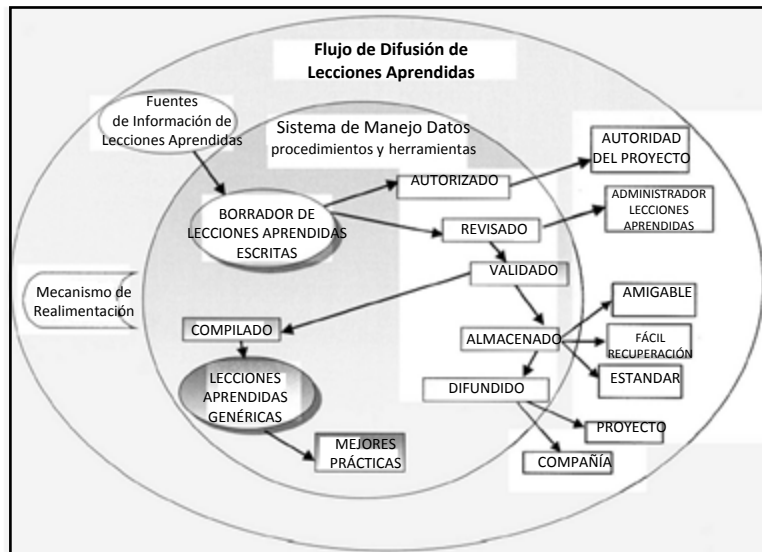 Flujo de Difusión de
Lecciones Aprendidas
Fuentes
de Información de
Lecciones Aprendidas
Sistema de Manejo Datos
procedimientos y herramientas
AUTORIDAD
DEL PROYECTO
AUTORIZADO
ADMINISTRADOR
LECCIONES
APRENDIDAS
BORRADOR DE
LECCIONES APRENDIDAS
ESCRITAS
REVISADO
VALIDADO
Mecanismo de
Realimentación
AMIGABLE
COMPILADO
ALMACENADO
FÁCIL
RECUPERACIÓN
LECCIONES
APRENDIDAS
GENÉRICAS
ESTANDAR
DIFUNDIDO
PROYECTO
MEJORES
PRÁCTICAS
COMPAÑÍA